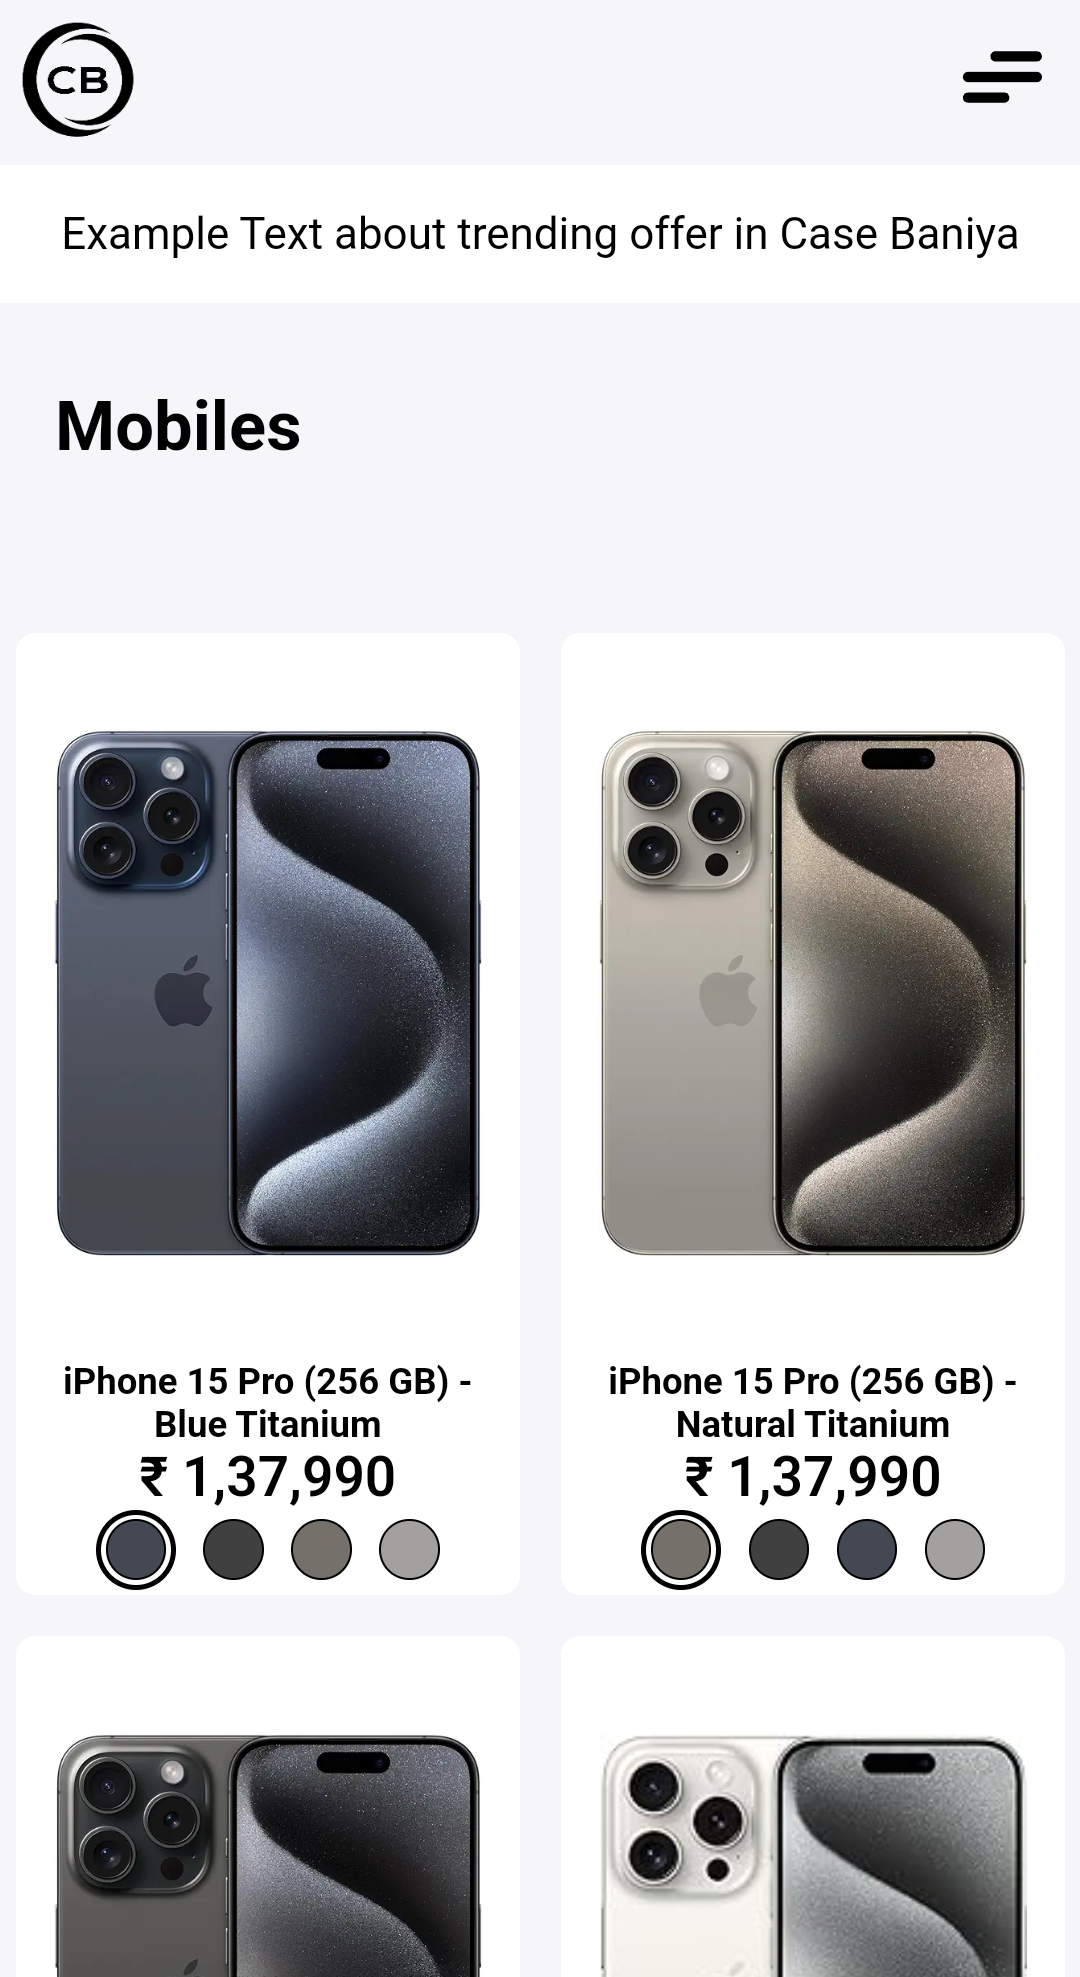 CB
Example Text about trending offer in Case Baniya
Mobiles
iPhone 15 Pro (256 GB) -
Blue Titanium
₹ 1,37,990
iPhone 15 Pro (256 GB) -
Natural Titanium
₹ 1,37,990